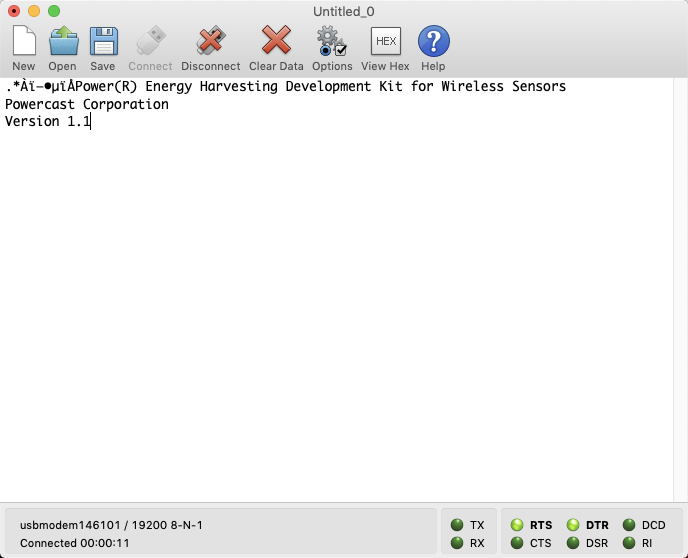 Untitled_0
New Open Save Connect Disconnect Clear Data Options View Hex Help
HEX
.*Àï—●µïÅPower(R) Energy Harvesting Development Kit for Wireless Sensors
Powercast Corporation
Version 1.1
usbmodem146101 / 19200 8-N-1
Connected 00:00:11
TX RTS DTR DCD
RX CTS DSR RI